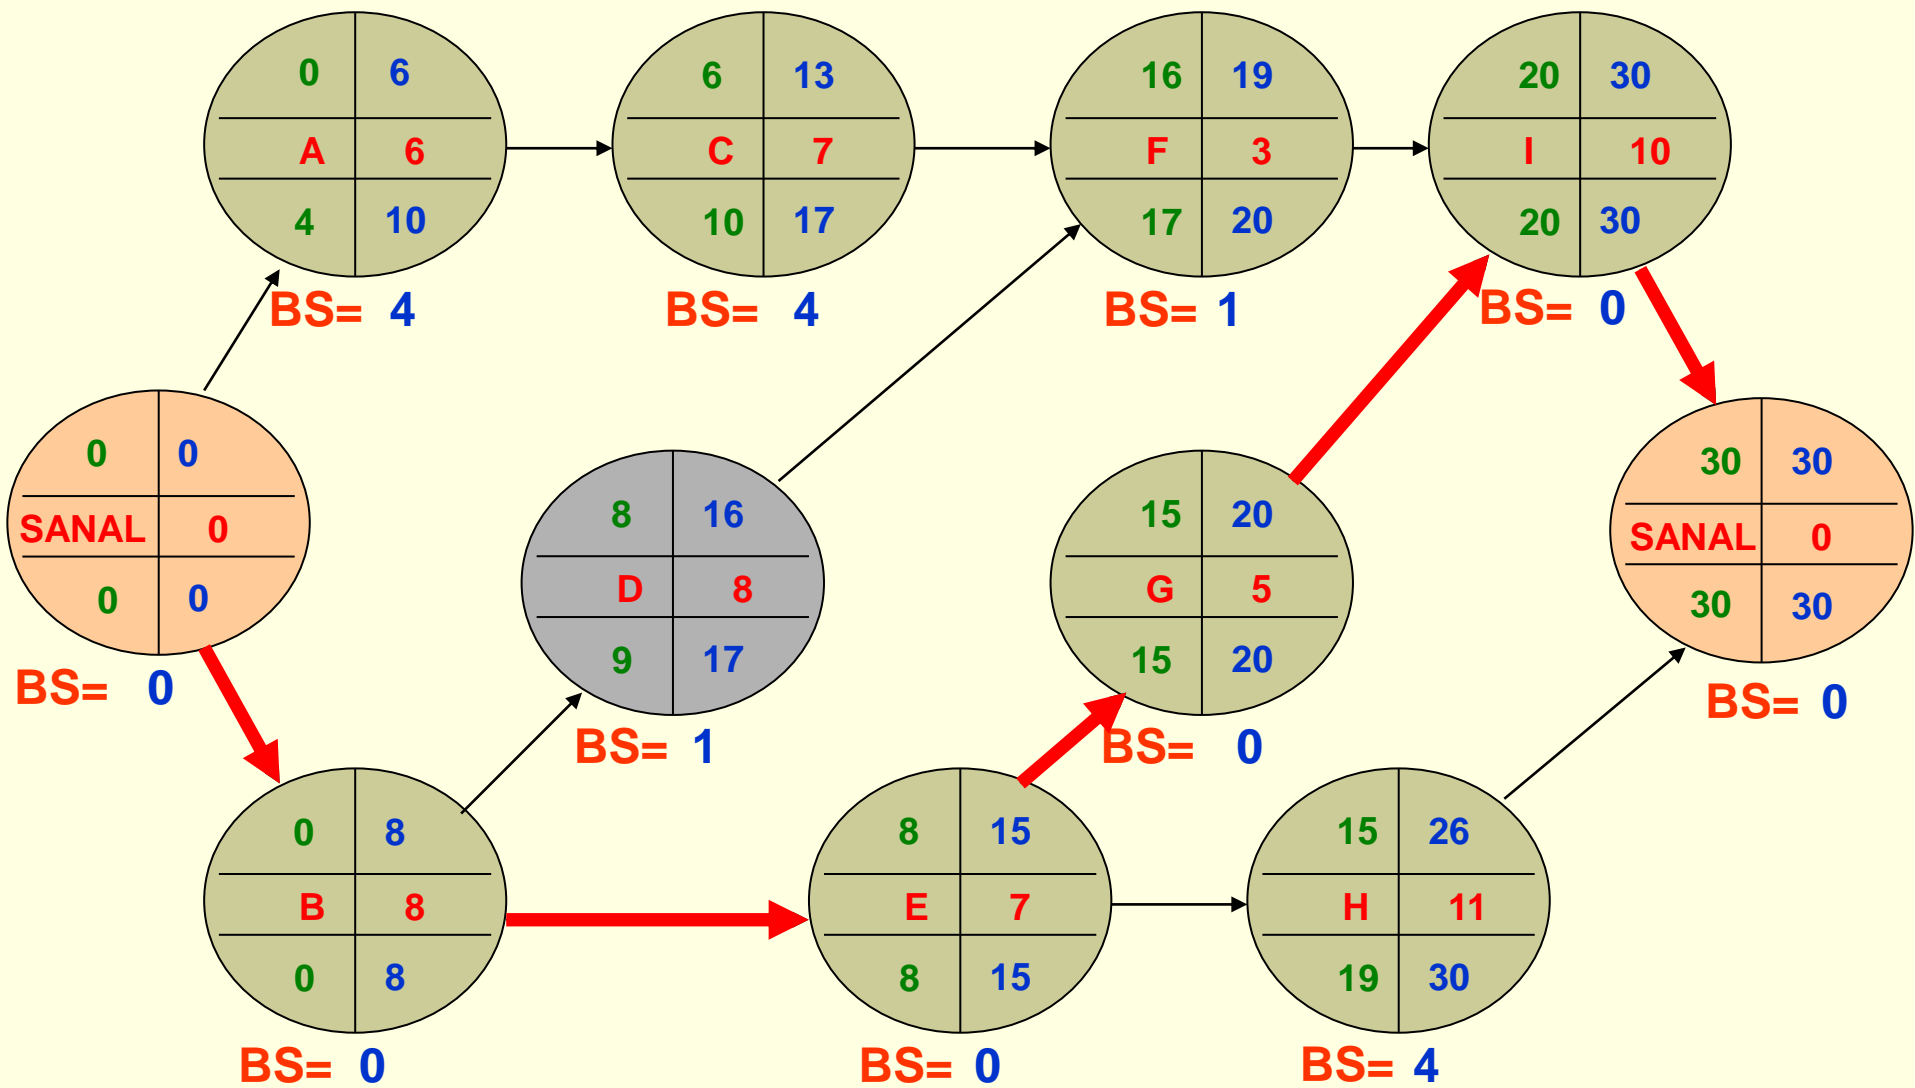 0 6 6 13 16 19 20 30
A 6 C 7 F 3 I 10
4 10 10 17 17 20 20 30
BS= 4 BS= 4 BS= 1 BS= 0
0 0 30 30
SANAL 0 SANAL 0
0 0 30 30
BS= 0 BS= 0
8 16 15 20
D 8 G 5
9 17 15 20
BS= 1 BS= 0
0 8 8 15 15 26
B 8 E 7 H 11
0 8 8 15 19 30
BS= 0 BS= 0 BS= 4